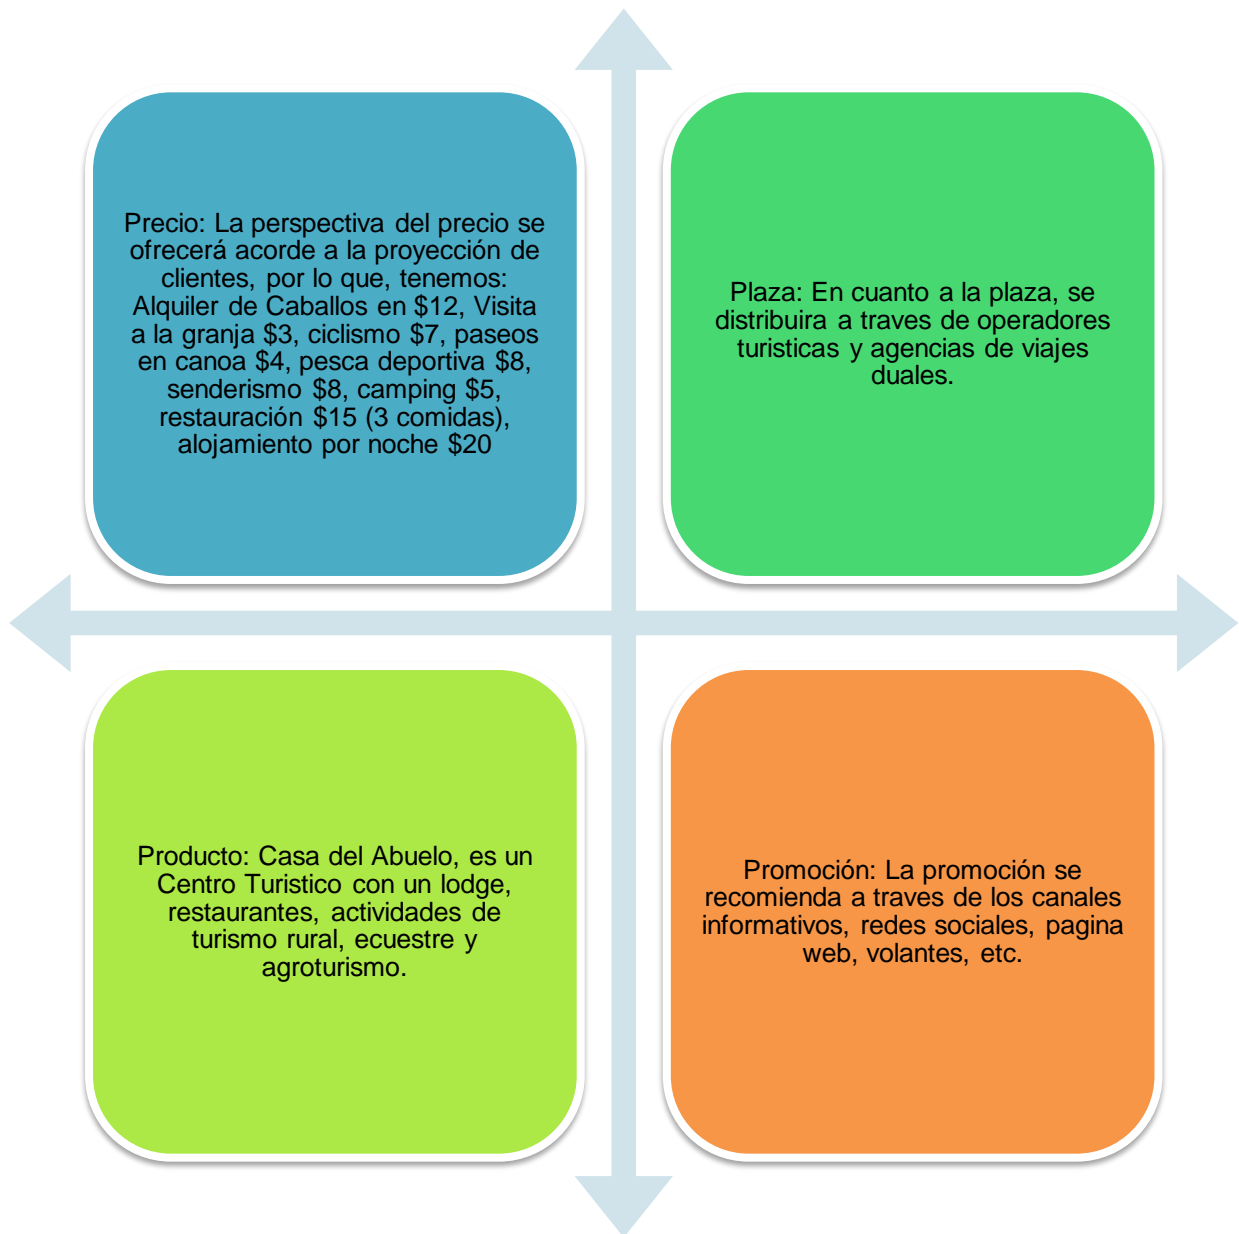 Precio: La perspectiva del precio se
ofrecerá acorde a la proyección de
clientes, por lo que, tenemos:
Alquiler de Caballos en $12, Visita
a la granja $3, ciclismo $7, paseos
en canoa $4, pesca deportiva $8,
senderismo $8, camping $5,
restauración $15 (3 comidas),
alojamiento por noche $20
Plaza: En cuanto a la plaza, se
distribuira a traves de operadores
turisticas y agencias de viajes
duales.
Producto: Casa del Abuelo, es un
Centro Turistico con un lodge,
restaurantes, actividades de
turismo rural, ecuestre y
agroturismo.
Promoción: La promoción se
recomienda a traves de los canales
informativos, redes sociales, pagina
web, volantes, etc.